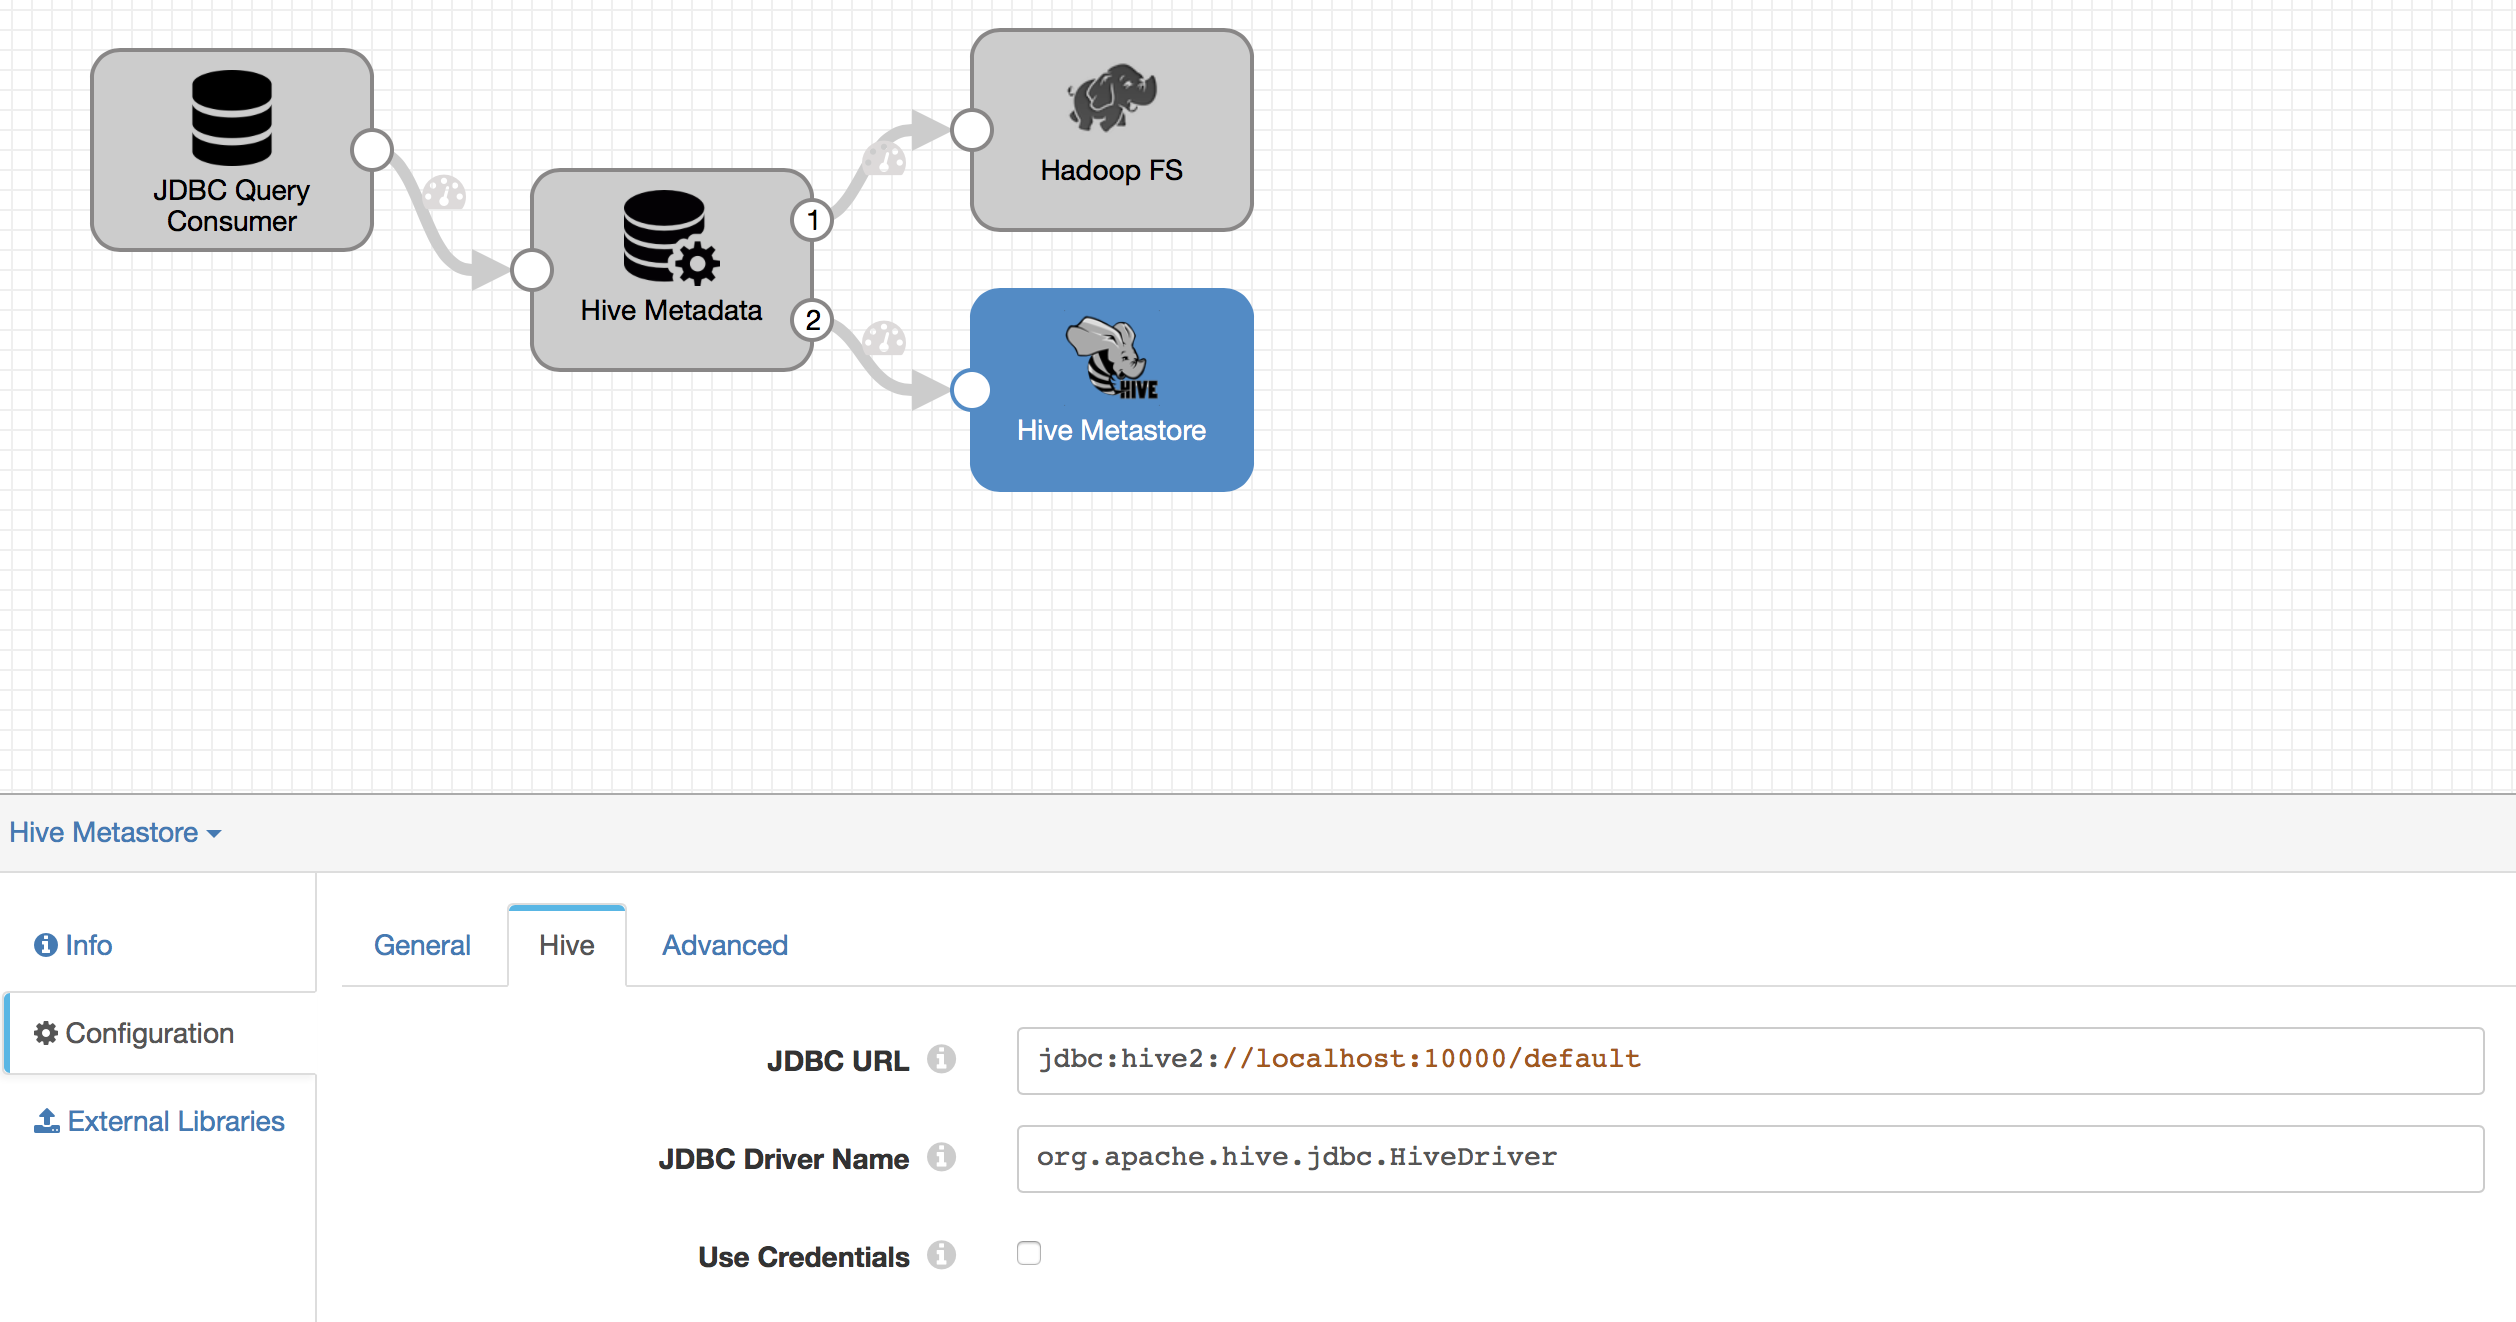 JDBC Query
Consumer
Hive Metadata
1
2
Hadoop FS
HIVE
Hive Metastore
Hive Metastore
Info
Configuration
External Libraries
General
Hive
Advanced
JDBC URL
jdbc:hive2://localhost:10000/default
JDBC Driver Name
org.apache.hive.jdbc.HiveDriver
Use Credentials